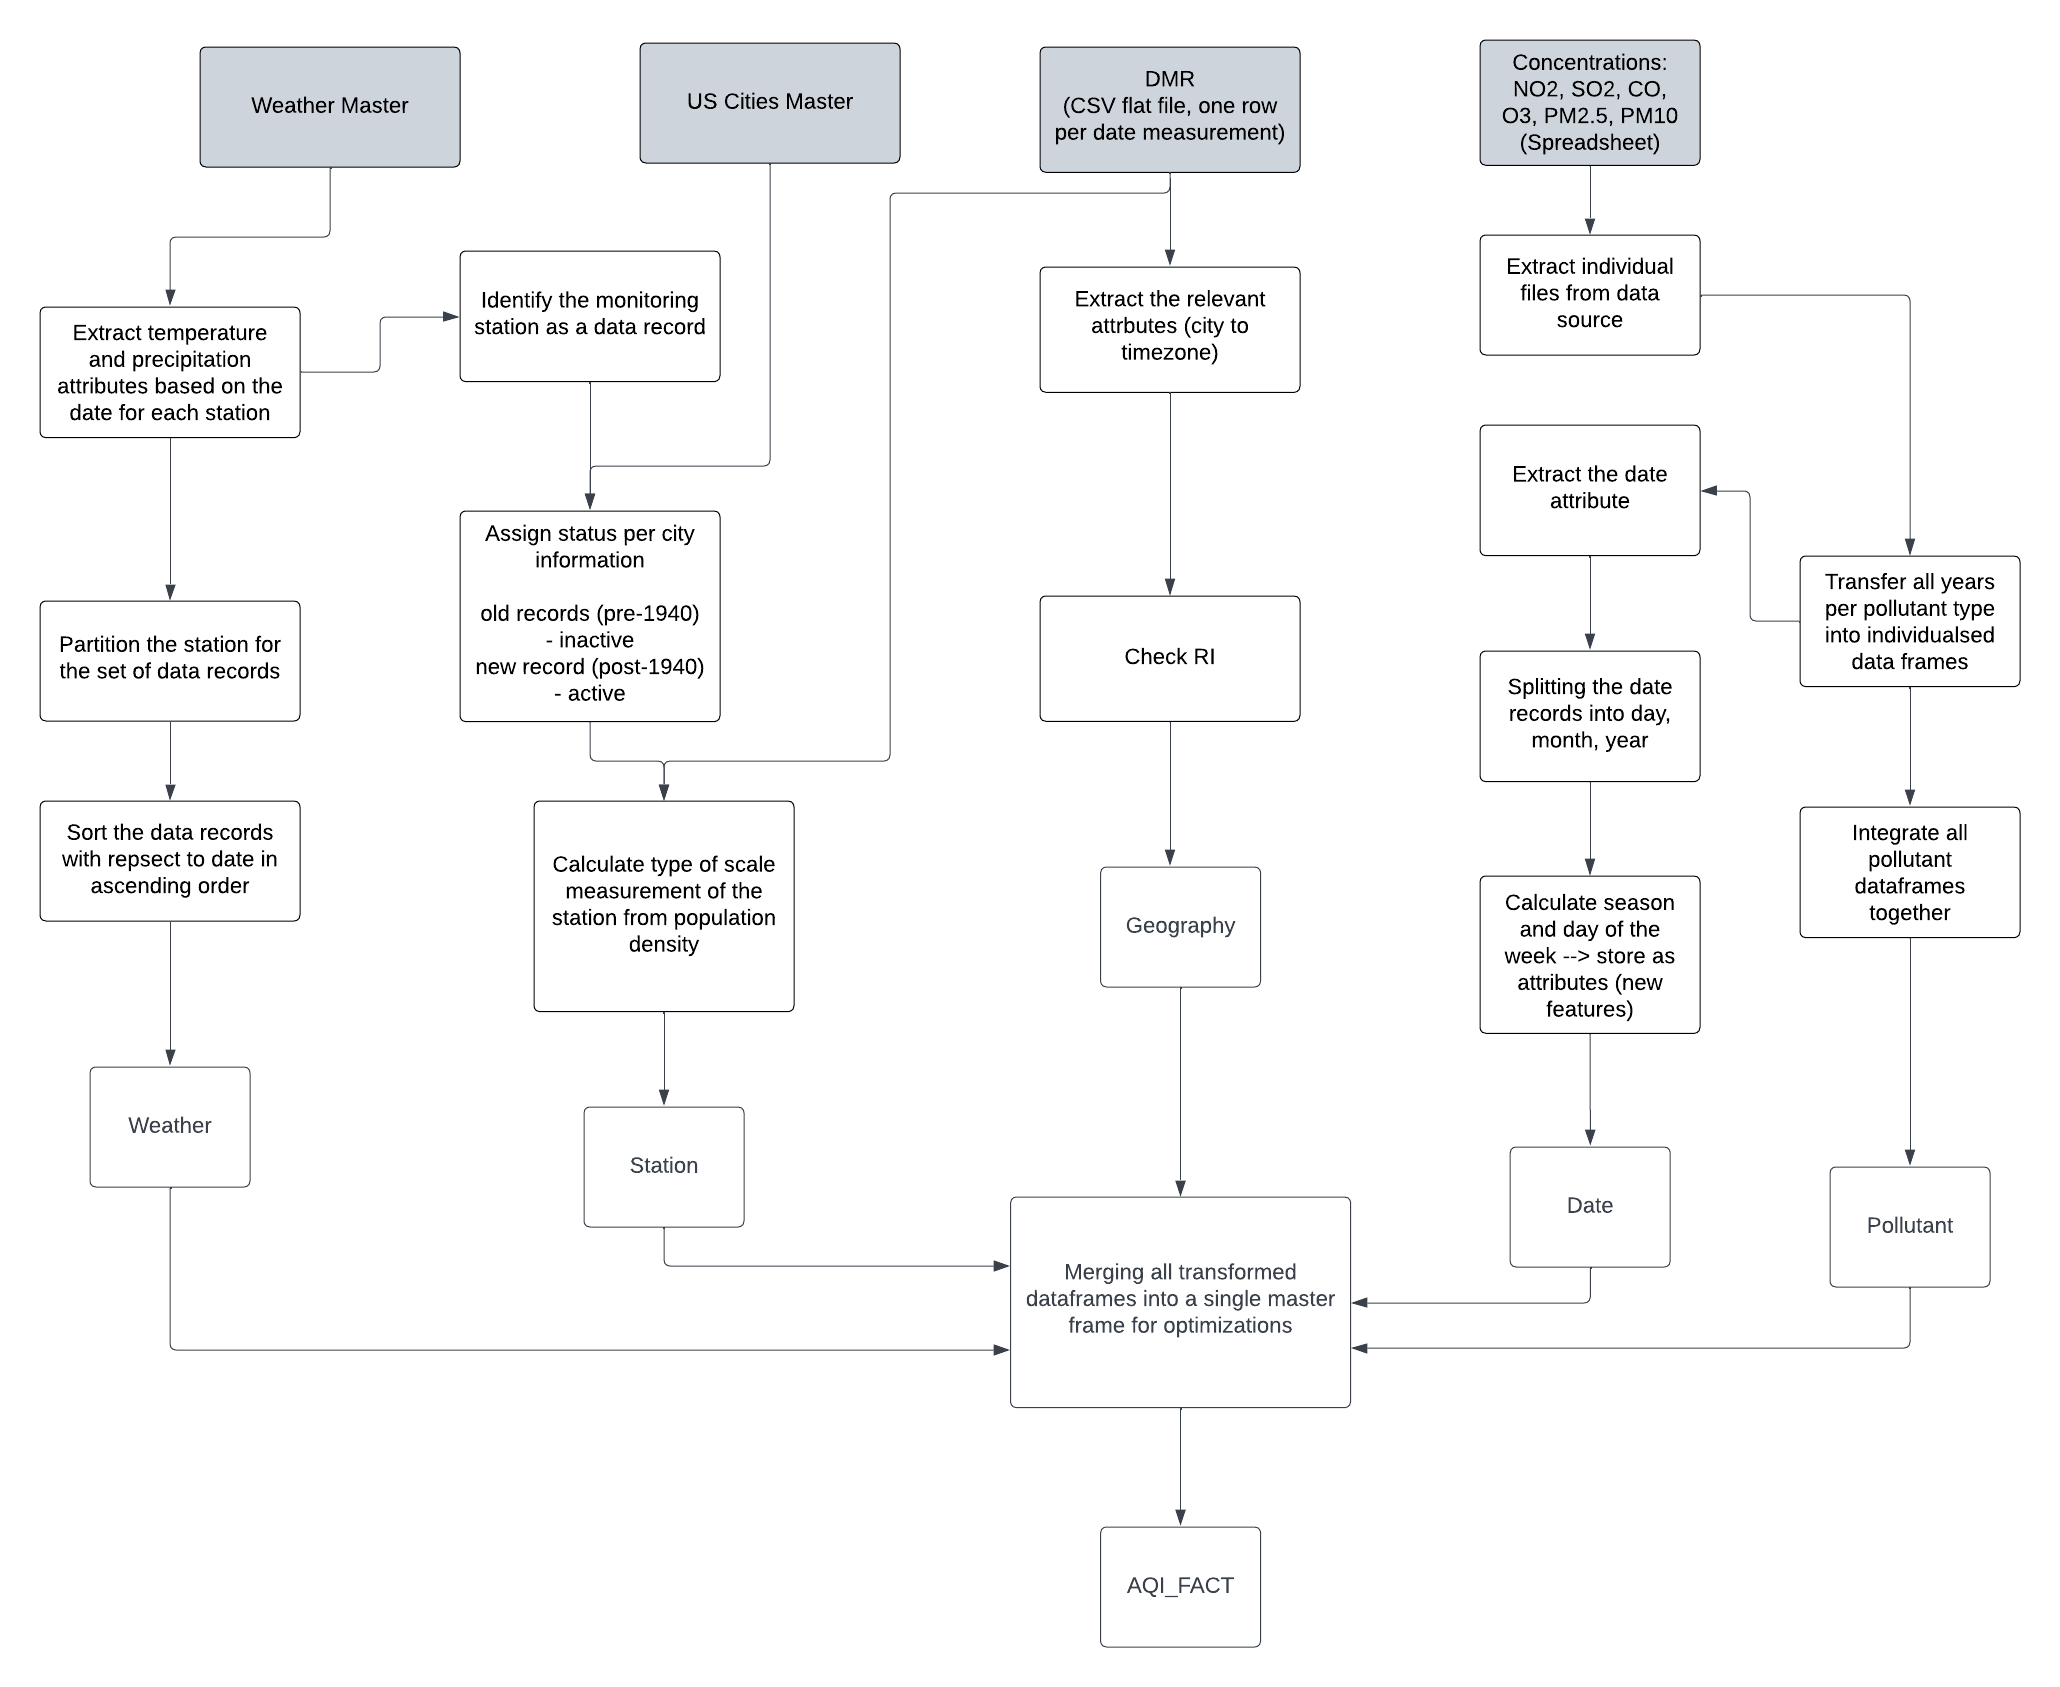 Weather Master
US Cities Master
DMR
(CSV flat file, one row
per date measurement)
Concentrations:
NO2, SO2, CO,
O3, PM2.5, PM10
(Spreadsheet)
Identify the monitoring
station as a data record
Extract the relevant
attrbutes (city to
timezone)
Extract individual
files from data
source
Extract temperature
and precipitation
attributes based on the
date for each station
Extract the date
attribute
Assign status per city
information
old records (pre-1940)
- inactive
new record (post-1940)
- active
Transfer all years
per pollutant type
into individualsed
data frames
Partition the station for
the set of data records
Check RI
Splitting the date
records into day,
month, year
Sort the data records
with repsect to date in
ascending order
Calculate type of scale
measurement of the
station from population
density
Geography
Calculate season
and day of the
week --> store as
attributes (new
features)
Integrate all
pollutant
dataframes
together
Weather
Station
Date
Pollutant
Merging all transformed
dataframes into a single master
frame for optimizations
AQI_FACT